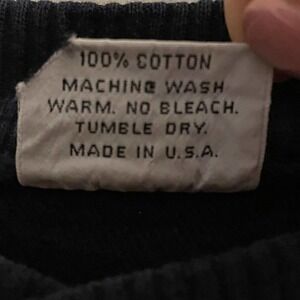 100% COTTON
MACHINE WASH
WARM. NO BLEACH.
TUMBLE DRY.
MADE IN U.S.A.